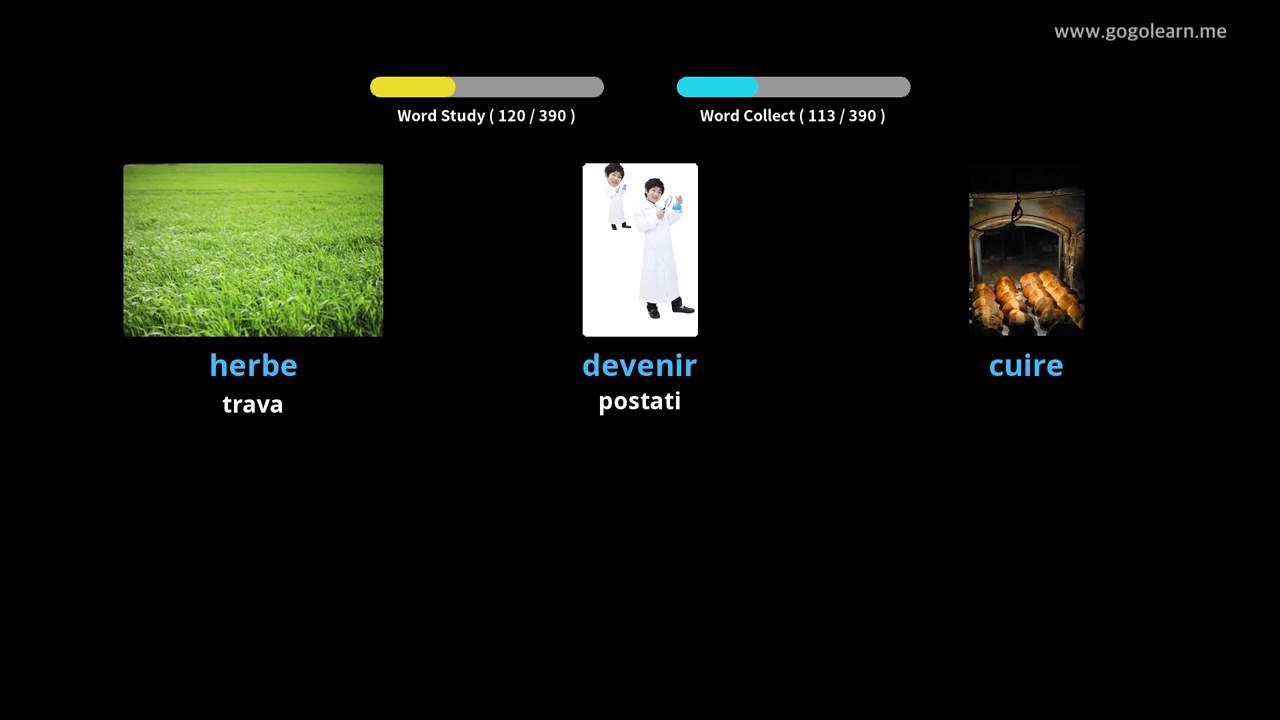 www.gogolearn.me
Word Study ( 120 / 390 )
Word Collect ( 113 / 390 )
herbe
devenir
cuire
trava
postati